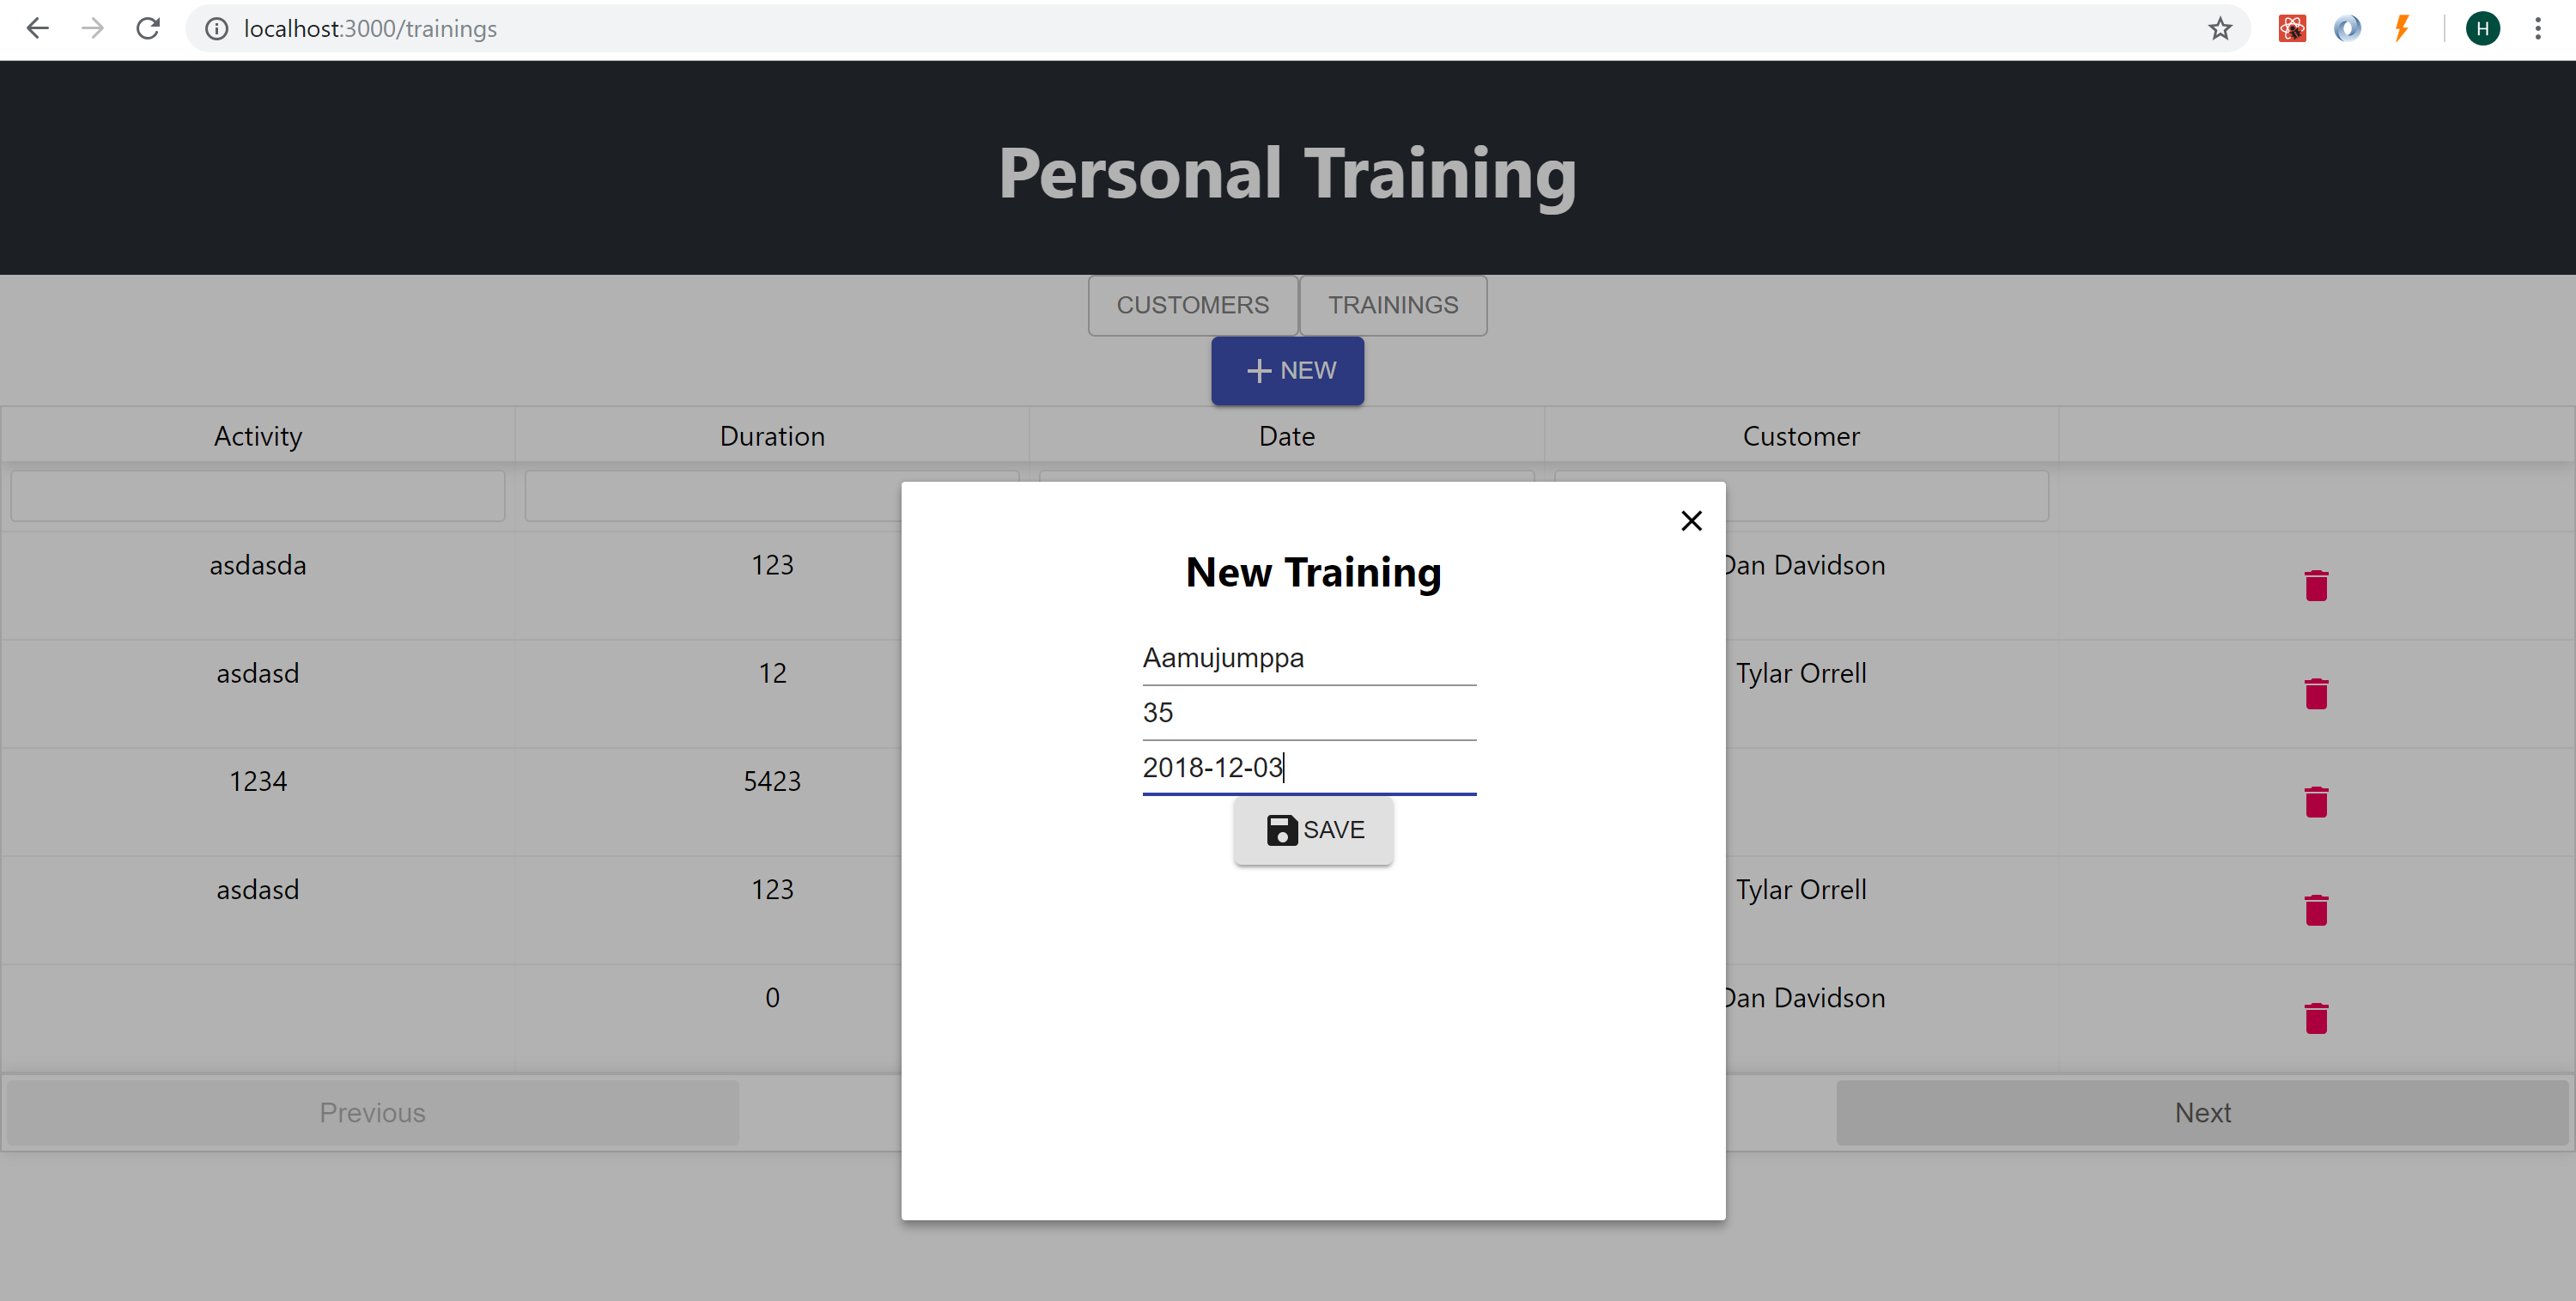 localhost:3000/trainings
H
Personal Training
CUSTOMERS TRAININGS
NEW
Activity Duration Date Customer
asdasda 123 Dan Davidson
asdasd 12 Tylar Orrell
1234 5423
asdasd 123 Tylar Orrell
0 Dan Davidson
Previous Next
New Training
Aamujumppa
35
2018-12-03
SAVE